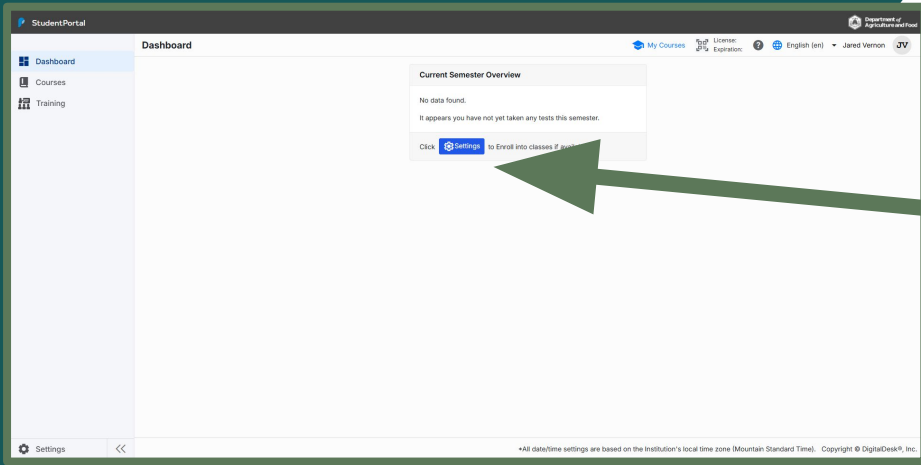 StudentPortal
Department of
Agriculture and Food
Dashboard
My Courses
License:
Expiration:
?
English (en)
Jared Vernon
JV
Dashboard
Courses
Training
Current Semester Overview
No data found.
It appears you have not yet taken any tests this semester.
Click Settings to Enroll into classes if
Settings
*All date/time settings are based on the Institution's local time zone (Mountain Standard Time). Copyright © DigitalDesk®, Inc.